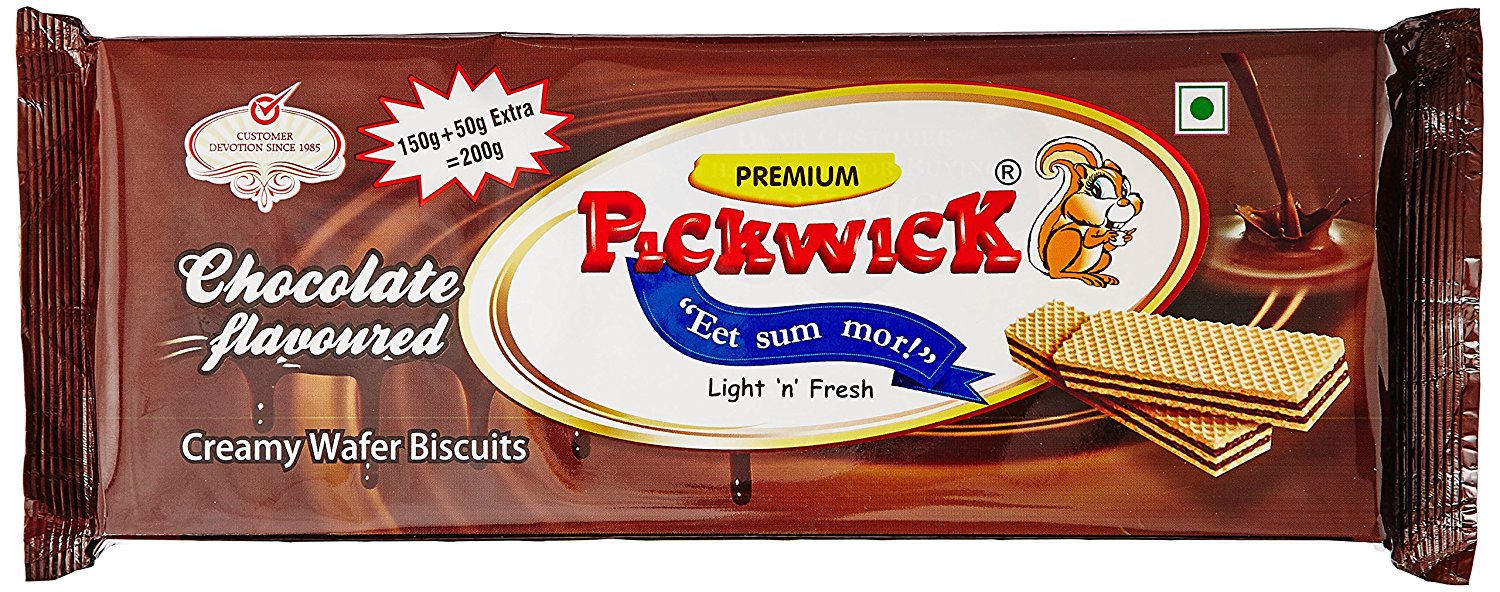 CUSTOMER
DEVOTION SINCE 1985
150g+50g Extra
=200g
Chocolate
flavoured
Creamy Wafer Biscuits
PREMIUM
PICKWICK ®
"Eet sum mor!"
Light 'n' Fresh